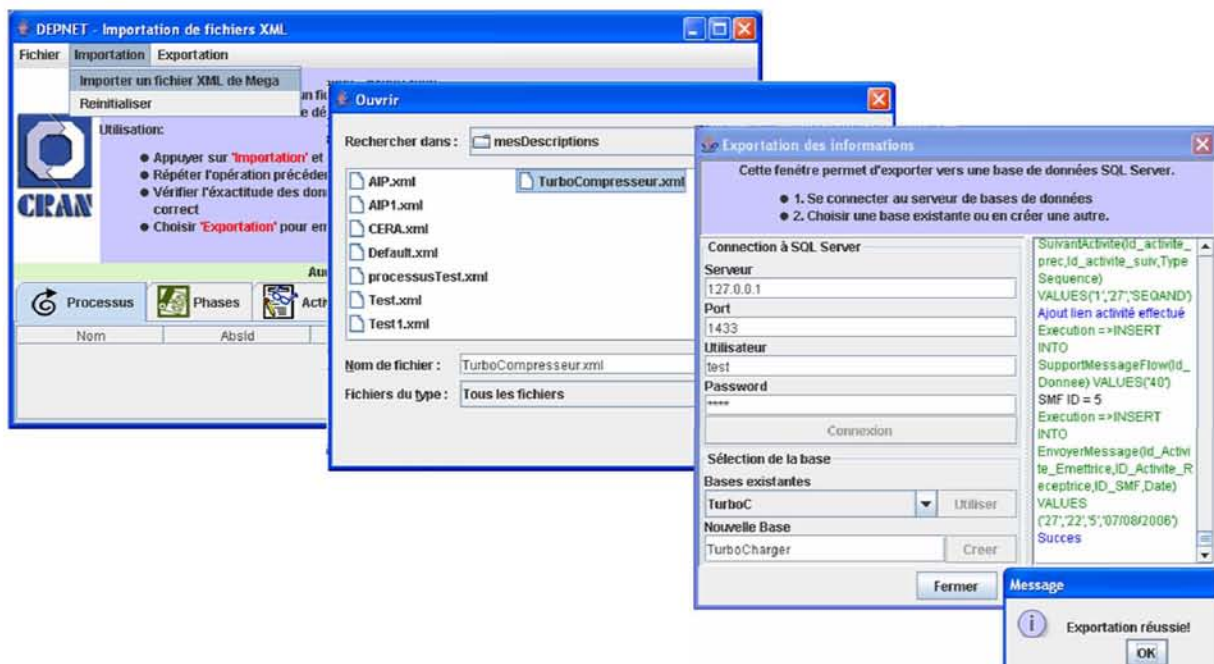 DEPNET - Importation de fichiers XML
Fichier Importation Exportation
Importer un fichier XML de Mega
Reinitialiser
un
CRAN
Utilisation:
● Appuyer sur 'Importation' et
● Répéter l'opération
● Vérifier l'éxactitude des
correct
● Choisir 'Exportation' pour
Processus Phases
Nom AbsId
Ouvrir
Rechercher dans : mesDescriptions
AIP.xml TurboCompresseur.xml
AIP1.xml
CERA.xml
Default.xml
processusTest.xml
Test.xml
Test1.xml
Nom de fichier : TurboCompresseur.xml
Fichiers du type : Tous les fichiers
Exportation des informations
Cette fenêtre permet d'exporter vers une base de données SQL Server.
● 1. Se connecter au serveur de bases de données
● 2. Choisir une base existante ou en créer une autre.
Connection à SQL Server
Serveur
127.0.0.1
Port
1433
Utilisateur
test
Password
****
Connexion
Sélection de la base
Bases existantes
TurboC Utiliser
Nouvelle Base
TurboCharger Creer
SuivantActivite(Id_activite_
prec,Id_activite_suiv,Type
Sequence)
VALUES('1','27','SEQAND')
Ajout lien activité effectué
Execution =>INSERT
INTO
SupportMessageFlow(Id_
Donnee) VALUES('40')
SMF ID = 5
Execution =>INSERT
INTO
EnvoyerMessage(Id_Activi
te_Emettrice,ID_Activite_R
eceptrice,ID_SMF,Date)
VALUES
('27','22','5','07/08/2006')
Succes
Fermer
Message
Exportation réussie!
OK